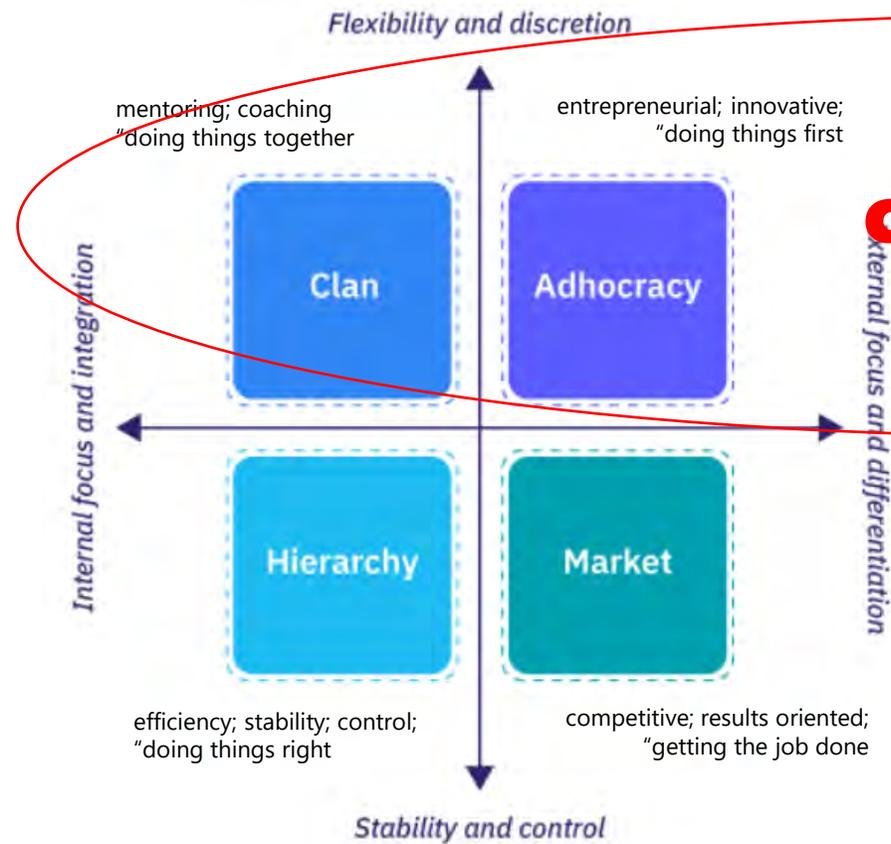 Flexibility and discretion
mentoring; coaching
“doing things together
entrepreneurial; innovative;
“doing things first
Internal focus and integration
Clan
Adhocracy
xternal focus and differentiation
Hierarchy
Market
efficiency; stability; control;
“doing things right
competitive; results oriented;
“getting the job done
Stability and control